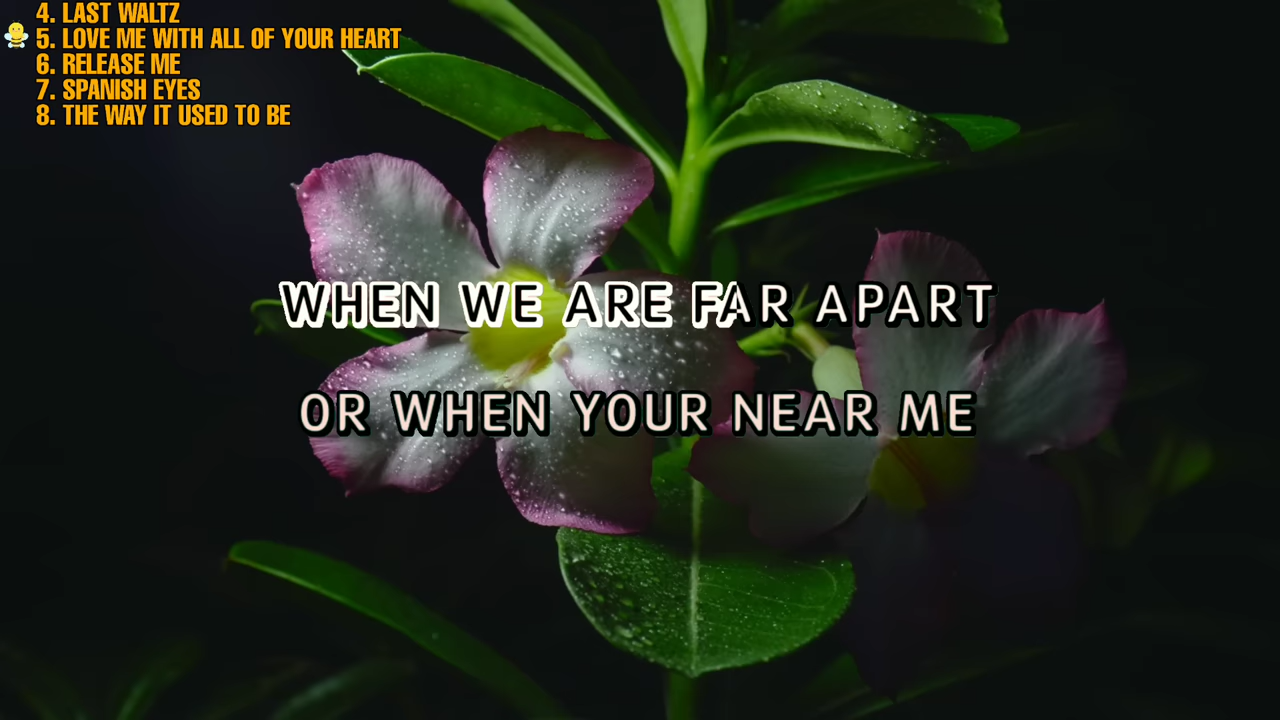 4. LAST WALTZ
5. LOVE ME WITH ALL OF YOUR HEART
6. RELEASE ME
7. SPANISH EYES
8. THE WAY IT USED TO BE
WHEN WE ARE FAR APART
OR WHEN YOUR NEAR ME